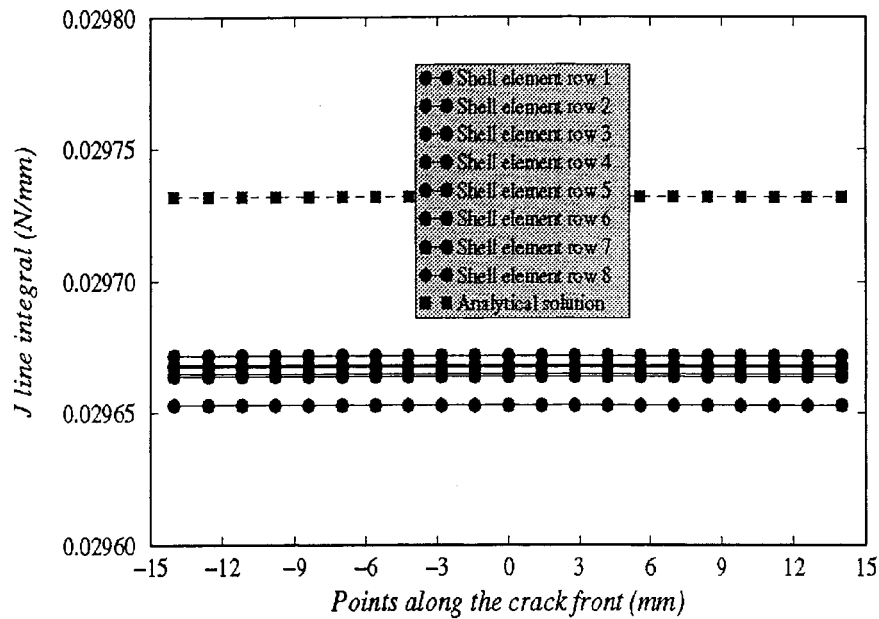 0.02980
0.02975
0.02970
0.02965
0.02960
J line integral (N/mm)
Shell element row 1
Shell element row 2
Shell element row 3
Shell element row 4
Shell element row 5
Shell element row 6
Shell element row 7
Shell element row 8
Analytical solution
−15 −12 −9 −6 −3 0 3 6 9 12 15
Points along the crack front (mm)